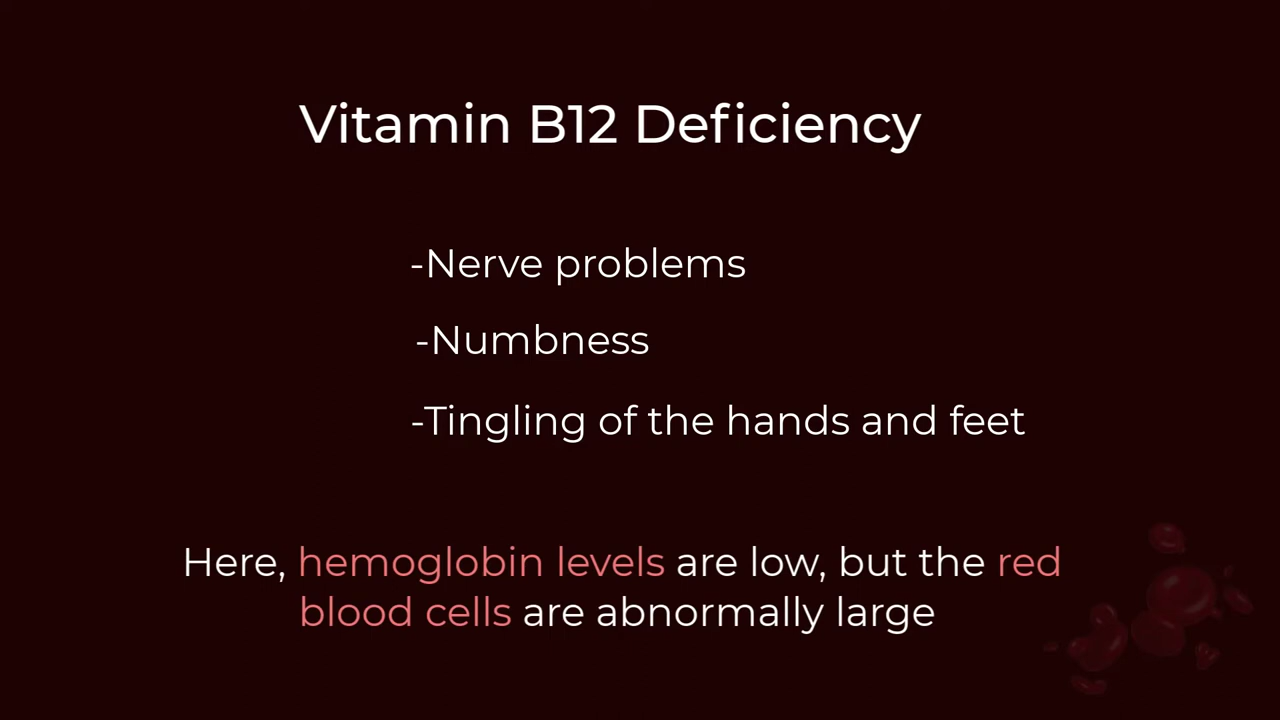 Vitamin B12 Deficiency
-Nerve problems
-Numbness
-Tingling of the hands and feet
Here, hemoglobin levels are low, but the red
blood cells are abnormally large